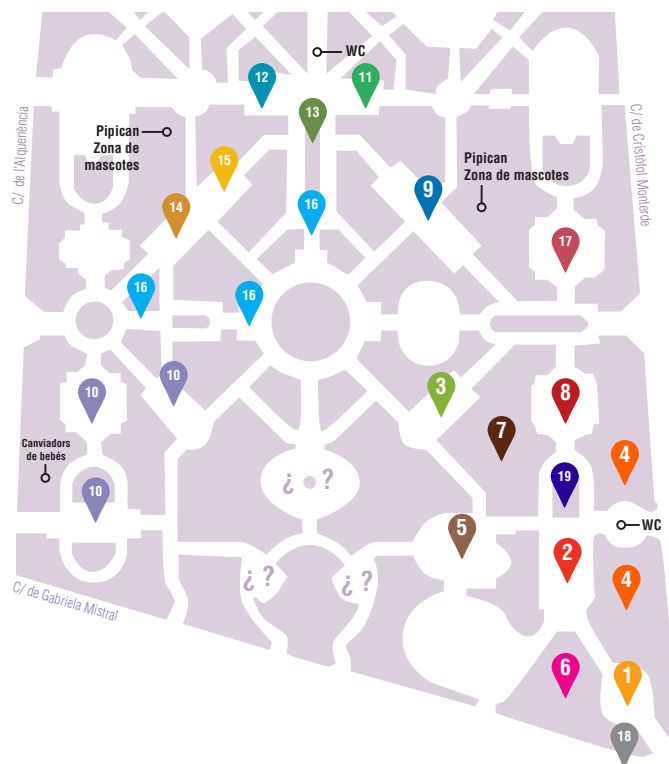 WC
12
11
13
C/ de l'Alquenència
C/ de Cristòfol Monterde
Pipican
Zona de
mascotes
15
Pipican
Zona de mascotes
9
14
16
17
16
16
10
10
3
8
7
Canviadors
de bebés
4
19
10
¿ ?
5
WC
2
¿ ?
¿ ?
4
C/ de Gabriela Mistral
6
1
18